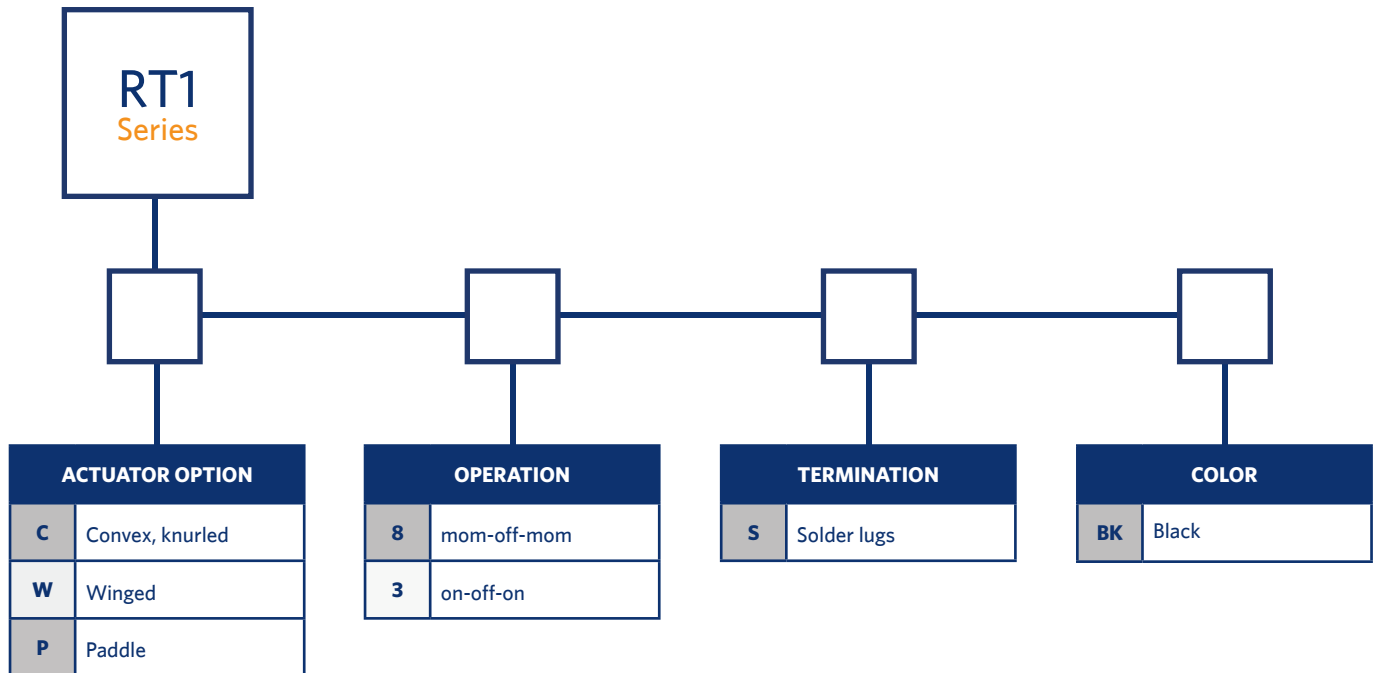 RT1
Series
ACTUATOR OPTION
C Convex, knurled
W Winged
P Paddle
OPERATION
8 mom-off-mom
3 on-off-on
TERMINATION
S Solder lugs
COLOR
BK Black